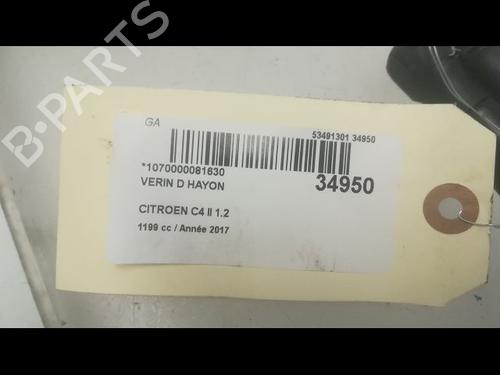 B-PARTS
GA
53491301 34950
*1070000081630
VERIN D HAYON
34950
CITROEN C4 II 1.2
1199 cc / Année 2017